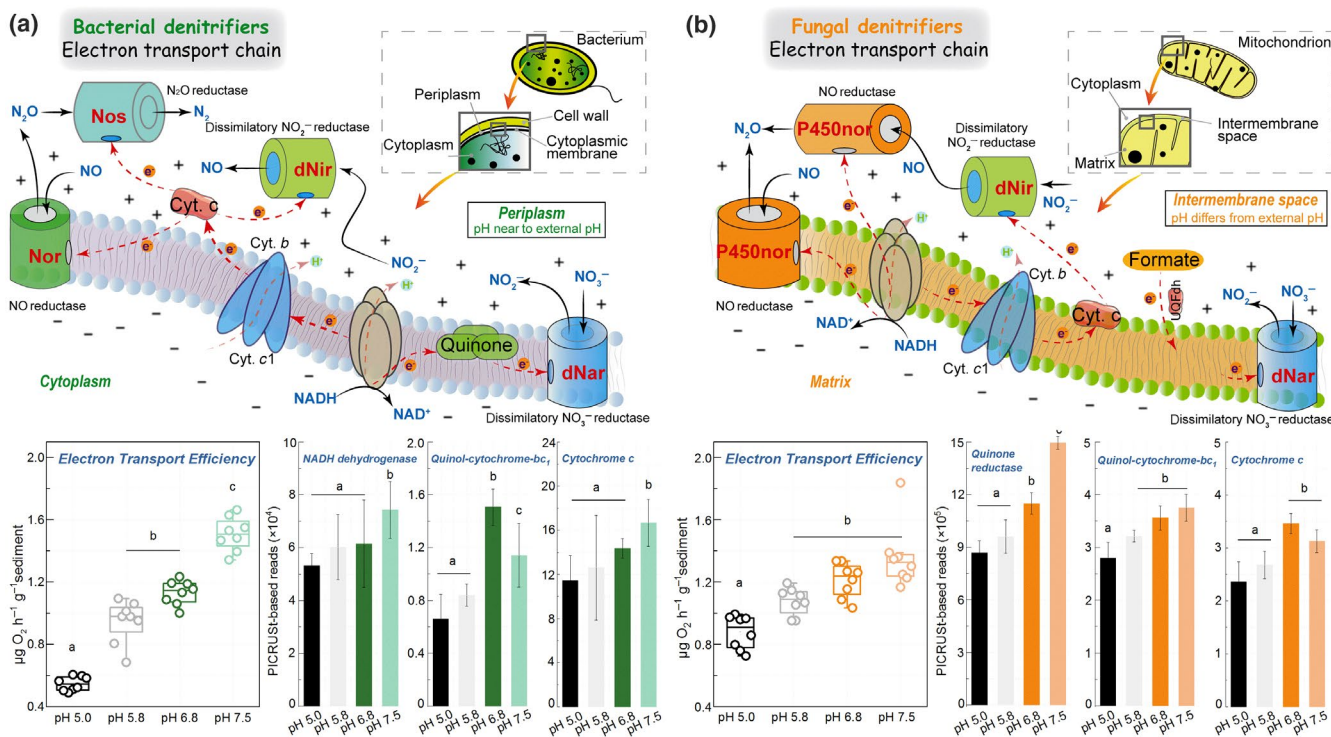 (a)
Bacterial denitrifiers
Electron transport chain
Bacterium
Periplasm
Cell wall
Cytoplasm
Cytoplasmic
membrane
N₂O
Nos
N₂O reductase
N₂
Dissimilatory NO₂⁻ reductase
NO
dNir
NO
Cyt. c
e⁻
e⁻
e⁻
Nor
NO reductase
Cyt. b
H⁺
e⁻
NO₂⁻
Periplasm
pH near to external pH
H⁺
NO₂⁻
NO₃⁻
Cyt. c1
e⁻
Quinone
e⁻
e⁻
dNar
Cytoplasm
NADH
NAD⁺
Dissimilatory NO₃⁻ reductase
Electron Transport Efficiency
µg O₂ h⁻¹ g⁻¹sediment
2.0
1.6
1.2
0.8
0.4
a
b
c
pH 5.0
pH 5.8
pH 6.8
pH 7.5
PICRUSt-based reads (×10⁴)
NADH dehydrogenase
10
8
6
4
2
0
a
b
pH 5.0
pH 5.8
pH 6.8
pH 7.5
Quinol-cytochrome-bc₁
1.6
1.2
0.8
0.4
0.0
a
b
c
pH 5.0
pH 5.8
pH 6.8
pH 7.5
Cytochrome c
24
20
16
12
8
4
0
a
b
pH 5.0
pH 5.8
pH 6.8
pH 7.5
(b)
Fungal denitrifiers
Electron transport chain
Mitochondrion
Cytoplasm
Intermembrane
space
Matrix
NO reductase
N₂O
P450nor
Dissimilatory
NO₂⁻ reductase
NO
NO
dNir
NO₂⁻
Intermembrane space
pH differs from external pH
P450nor
NO reductase
e⁻
e⁻
H⁺
e⁻
H⁺
Cyt. b
e⁻
Formate
e⁻
UQFdh
NO₂⁻
NO₃⁻
NAD⁺
NADH
Cyt. c
e⁻
Cyt. c1
e⁻
dNar
Matrix
Dissimilatory NO₃⁻ reductase
Electron Transport Efficiency
µg O₂ h⁻¹ g⁻¹sediment
2.0
1.6
1.2
0.8
0.4
a
b
pH 5.0
pH 5.8
pH 6.8
pH 7.5
PICRUSt-based reads (×10⁵)
Quinone
reductase
15
12
9
6
3
0
a
b
pH 5.0
pH 5.8
pH 6.8
pH 7.5
Quinol-cytochrome-bc₁
5
4
3
2
1
0
a
b
pH 5.0
pH 5.8
pH 6.8
pH 7.5
Cytochrome c
5
4
3
2
0
a
b
pH 5.0
pH 5.8
pH 6.8
pH 7.5